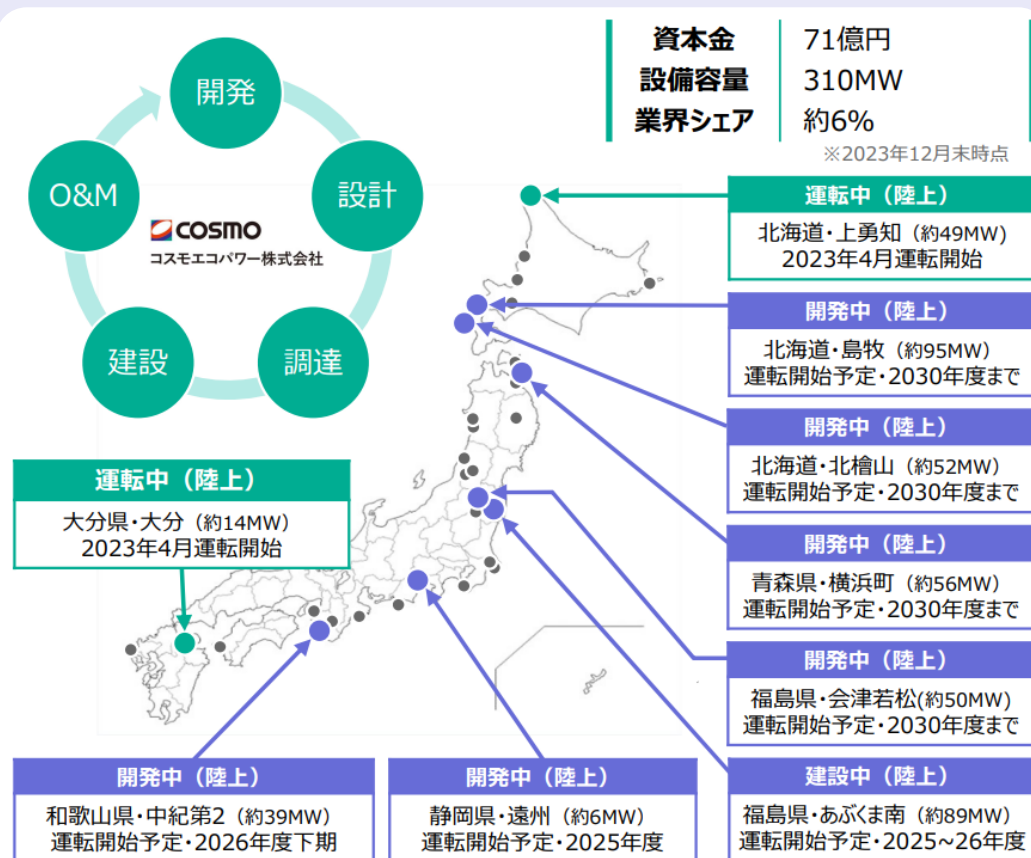 資本金 71億円
設備容量 310MW
業界シェア 約6%
※2023年12月末時点
開発
設計
調達
建設
O&M
COSMO
コスモエコパワー株式会社
運転中（陸上）
北海道・上勇知（約49MW）
2023年4月運転開始
開発中（陸上）
北海道・島牧（約95MW）
運転開始予定・2030年度まで
開発中（陸上）
北海道・北檜山（約52MW）
運転開始予定・2030年度まで
開発中（陸上）
青森県・横浜町（約56MW）
運転開始予定・2030年度まで
開発中（陸上）
福島県・会津若松(約50MW)
運転開始予定・2030年度まで
建設中（陸上）
福島県・あぶくま南（約89MW）
運転開始予定・2025~26年度
運転中（陸上）
大分県・大分（約14MW）
2023年4月運転開始
開発中（陸上）
和歌山県・中紀第2（約39MW）
運転開始予定・2026年度下期
開発中（陸上）
静岡県・遠州（約6MW）
運転開始予定・2025年度